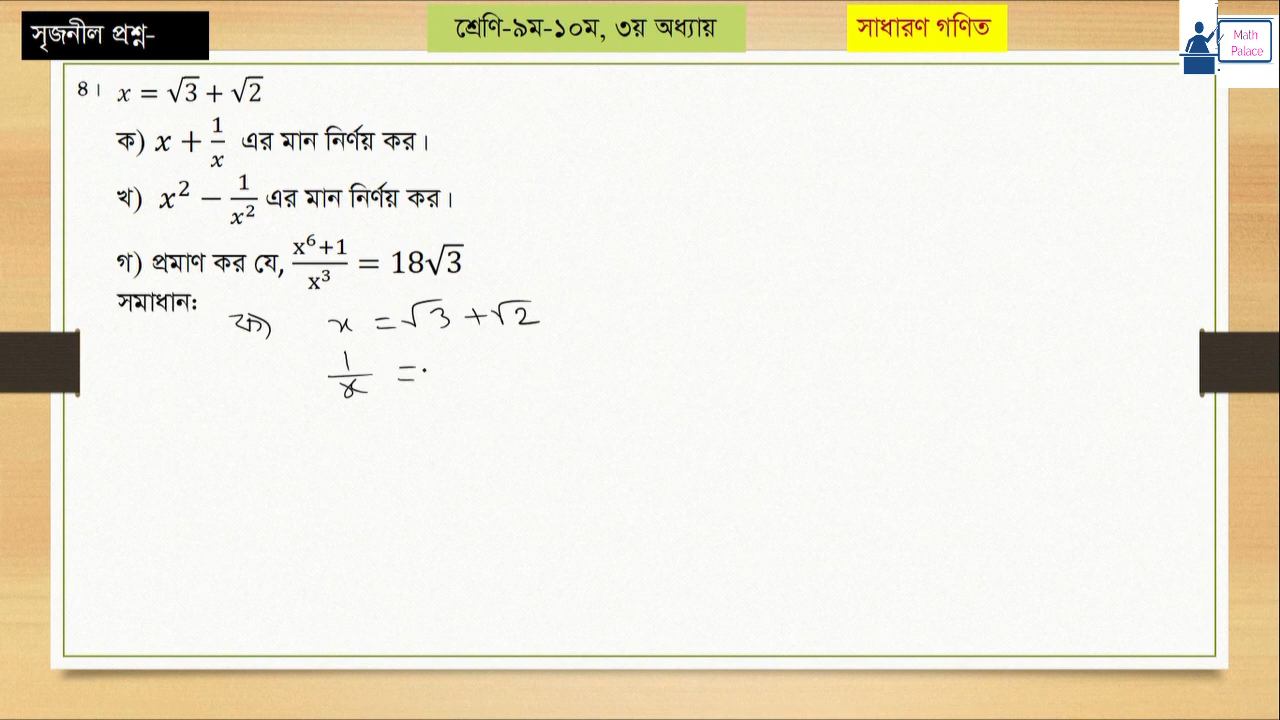 সৃজনীল প্রশ্ন-
শ্রেণি-৯ম-১০ম, ৩য় অধ্যায়
সাধারণ গণিত
Math
Palace
8। x = √3 + √2
ক) x + 1/x এর মান নির্ণয় কর।
খ) x² − 1/x² এর মান নির্ণয় কর।
গ) প্রমাণ কর যে, x⁶+1/x³ = 18√3
সমাধানঃ
ক) x = √3 + √2
1/x =